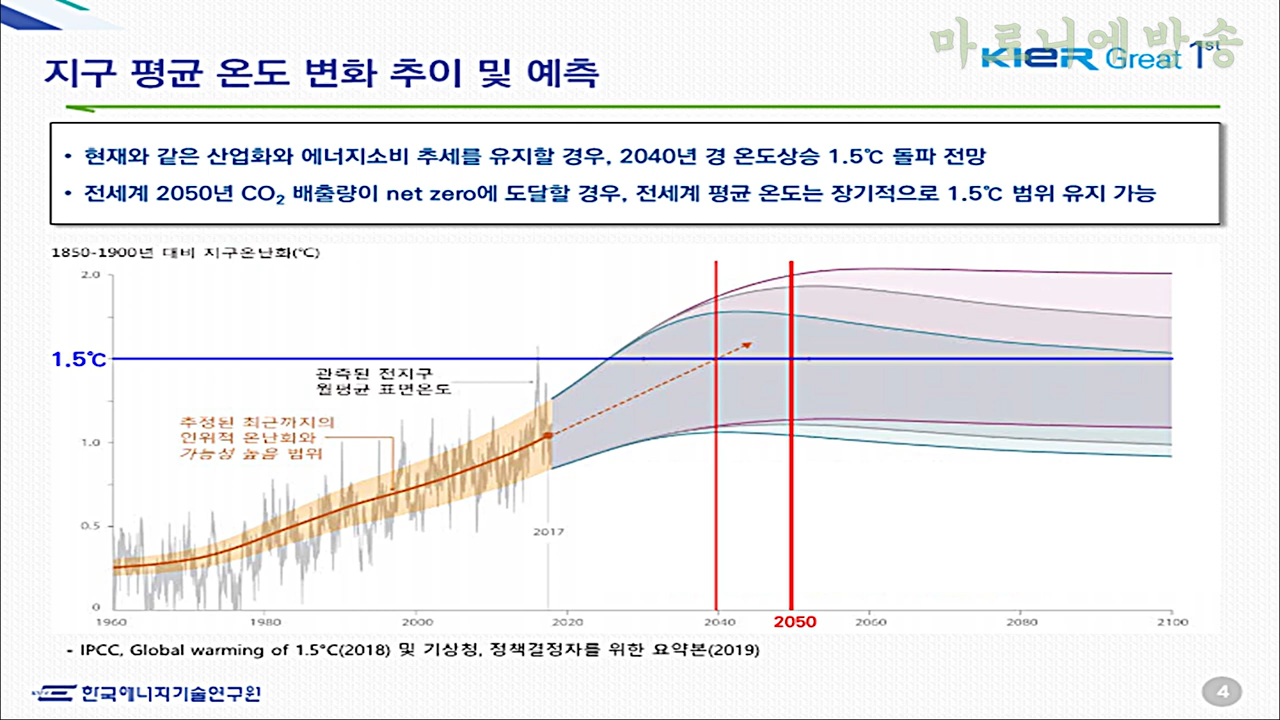 마로니에방송
KIER Great 1st
지구 평균 온도 변화 추이 및 예측
• 현재와 같은 산업화와 에너지소비 추세를 유지할 경우, 2040년 경 온도상승 1.5℃ 돌파 전망
• 전세계 2050년 CO₂ 배출량이 net zero에 도달할 경우, 전세계 평균 온도는 장기적으로 1.5℃ 범위 유지 가능
1850-1900년 대비 지구온난화(℃)
2.0
1.5℃
관측된 전지구
월평균 표면온도
추정된 최근까지의
인위적 온난화와
가능성 높음 범위
1.0
0.5
2017
0
1960 1980 2000 2020 2040 2050 2060 2080 2100
- IPCC, Global warming of 1.5°C(2018) 및 기상청, 정책결정자를 위한 요약본(2019)
한국에너지기술연구원
4